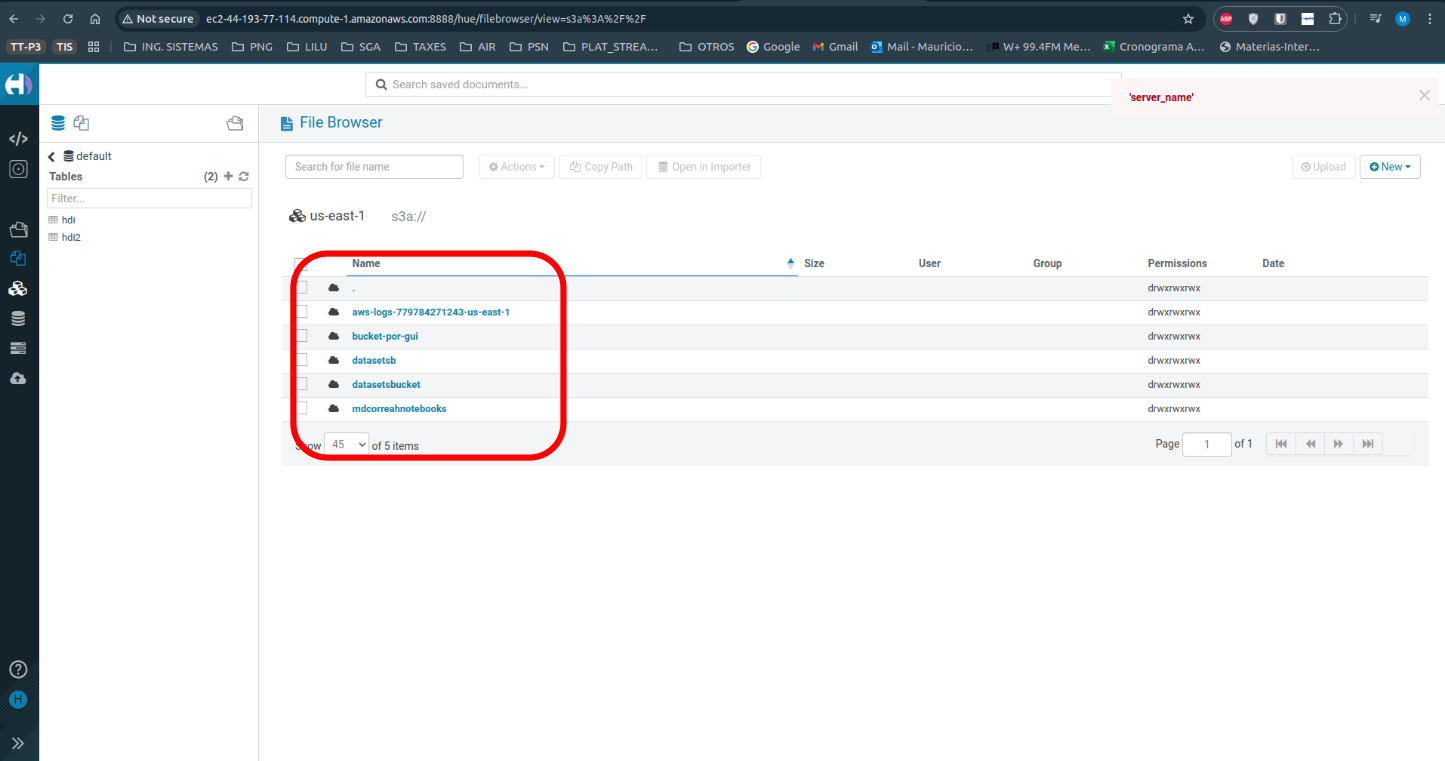 Not secure ec2-44-193-77-114.compute-1.amazonaws.com:8888/hue/filebrowser/view=s3a%3A%2F%2F ABP M
TT-P3 TIS ING. SISTEMAS PNG LILU SGA TAXES AIR PSN PLAT_STREA... OTROS Google Gmail Mail - Mauricio... W+ 99.4FM Me... Cronograma A... Materias-Inter...
Search saved documents...
'server_name'
File Browser
default
Tables (2)
Filter...
hdi
hdi2
Search for file name Actions Copy Path Open in Importer Upload New
us-east-1 s3a://
Name Size User Group Permissions Date
. drwxrwxrwx
aws-logs-779784271243-us-east-1 drwxrwxrwx
bucket-por-gui drwxrwxrwx
datasetsb drwxrwxrwx
datasetsbucket drwxrwxrwx
mdcorreahnotebooks drwxrwxrwx
Show 45 of 5 items Page 1 of 1
H